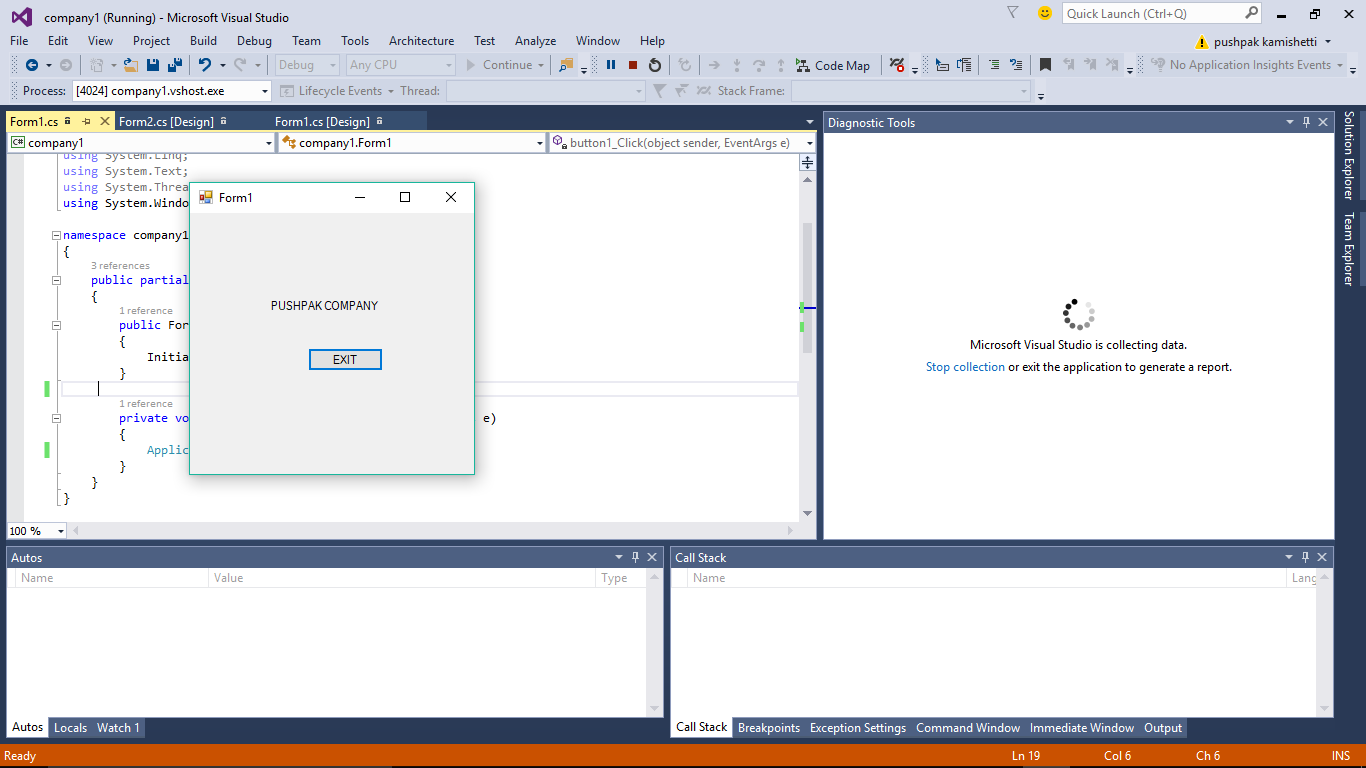 company1 (Running) - Microsoft Visual Studio
Quick Launch (Ctrl+Q)
File Edit View Project Build Debug Team Tools Architecture Test Analyze Window Help
pushpak kamishetti
Debug Any CPU Continue Code Map No Application Insights Events
Process: [4024] company1.vshost.exe Lifecycle Events Thread: Stack Frame:
Form1.cs Form2.cs [Design] Form1.cs [Design]
C# company1 company1.Form1 button1_Click(object sender, EventArgs e)
using System.Linq;
using System.Text;
using System.Threa
using System.Windo
namespace company1
{
3 references
public partial
{
1 reference
public For
{
Initia
}
1 reference
private vo e)
{
Applic
}
}
}
100 %
Form1
PUSHPAK COMPANY
EXIT
Diagnostic Tools
Microsoft Visual Studio is collecting data.
Stop collection or exit the application to generate a report.
Solution Explorer
Team Explorer
Autos
Name Value Type
Autos Locals Watch 1
Call Stack
Name Lang
Call Stack Breakpoints Exception Settings Command Window Immediate Window Output
Ready Ln 19 Col 6 Ch 6 INS